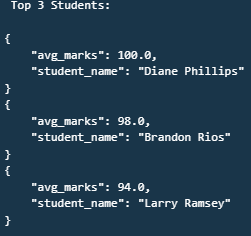 Top 3 Students:
{
    "avg_marks": 100.0,
    "student_name": "Diane Phillips"
}
{
    "avg_marks": 98.0,
    "student_name": "Brandon Rios"
}
{
    "avg_marks": 94.0,
    "student_name": "Larry Ramsey"
}